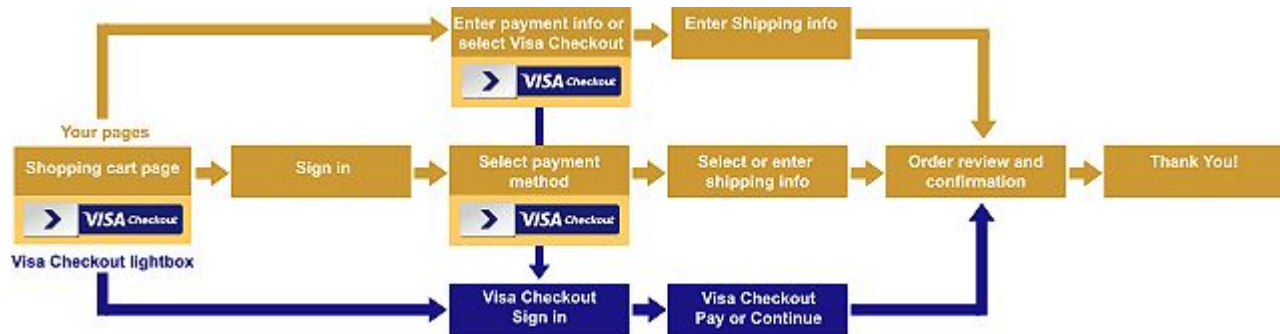 Enter payment info or
select Visa Checkout
Enter Shipping info
VISA Checkout
Your pages
Shopping cart page
Sign in
Select payment
method
Select or enter
shipping info
Order review and
confirmation
Thank You!
VISA Checkout
VISA Checkout
Visa Checkout lightbox
Visa Checkout
Sign in
Visa Checkout
Pay or Continue